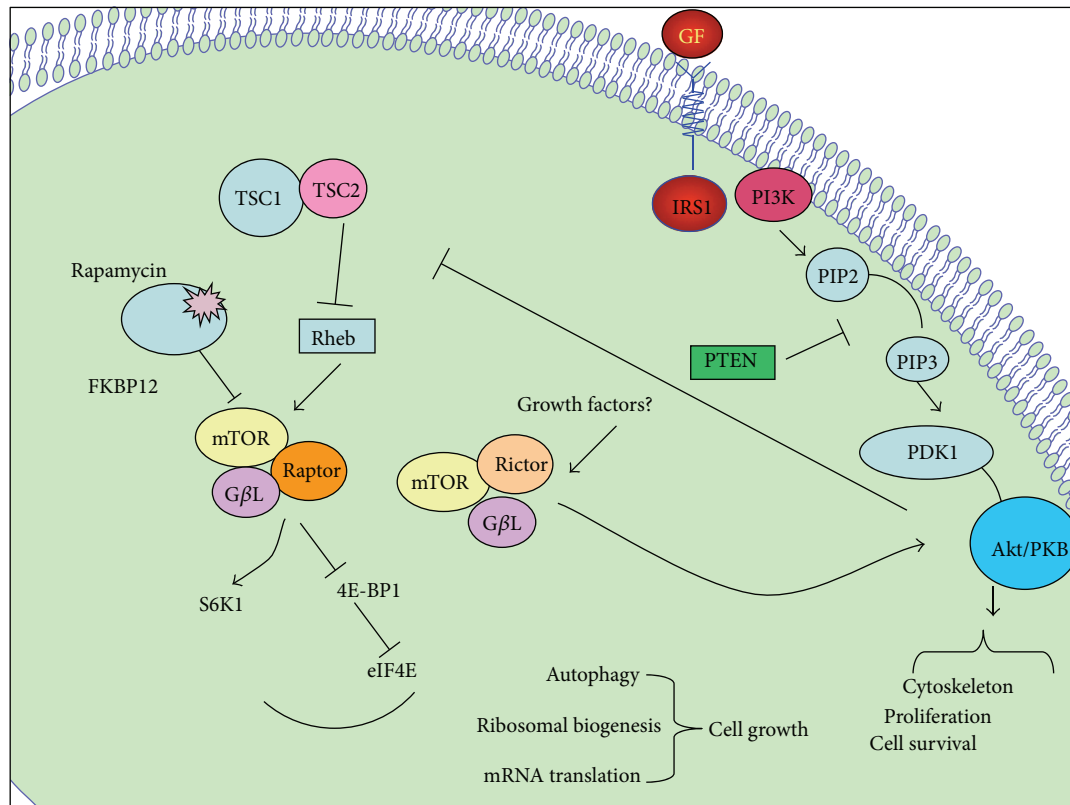 GF
TSC1
TSC2
IRS1
PI3K
Rapamycin
PIP2
Rheb
PTEN
PIP3
FKBP12
Growth factors?
mTOR
Raptor
GβL
mTOR
Rictor
GβL
PDK1
Akt/PKB
S6K1
4E-BP1
eIF4E
Autophagy
Ribosomal biogenesis
mRNA translation
Cell growth
Cytoskeleton
Proliferation
Cell survival